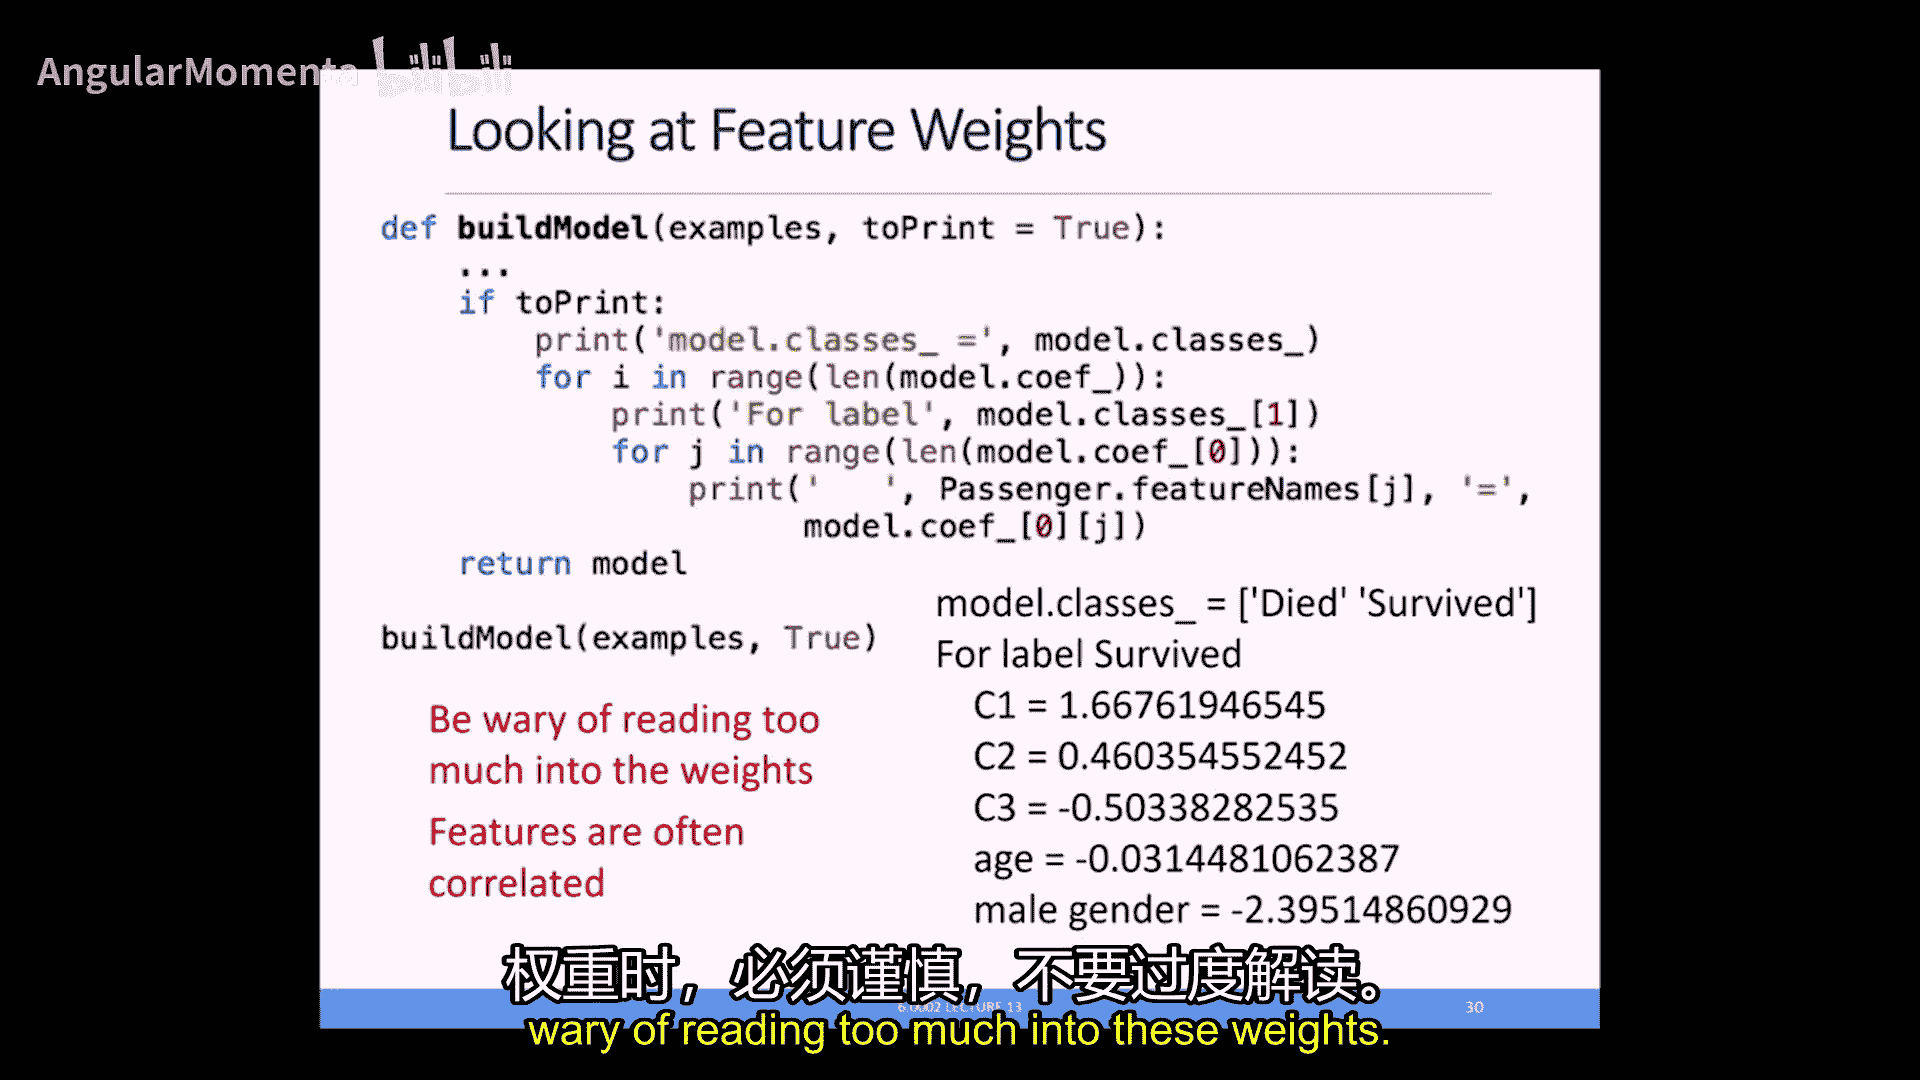 AngularMomenta bilibili
Looking at Feature Weights
def buildModel(examples, toPrint = True):
    ...
    if toPrint:
        print('model.classes_ =', model.classes_)
        for i in range(len(model.coef_)):
            print('For label', model.classes_[1])
            for j in range(len(model.coef_[0])):
                print('   ', Passenger.featureNames[j], '=',
                      model.coef_[0][j])
    return model
buildModel(examples, True)
Be wary of reading too
much into the weights
Features are often
correlated
model.classes_ = ['Died' 'Survived']
For label Survived
C1 = 1.66761946545
C2 = 0.460354552452
C3 = -0.50338282535
age = -0.0314481062387
male gender = -2.39514860929
权重时，必须谨慎，不要过度解读。
6.0002 LECTURE 13
30
wary of reading too much into these weights.